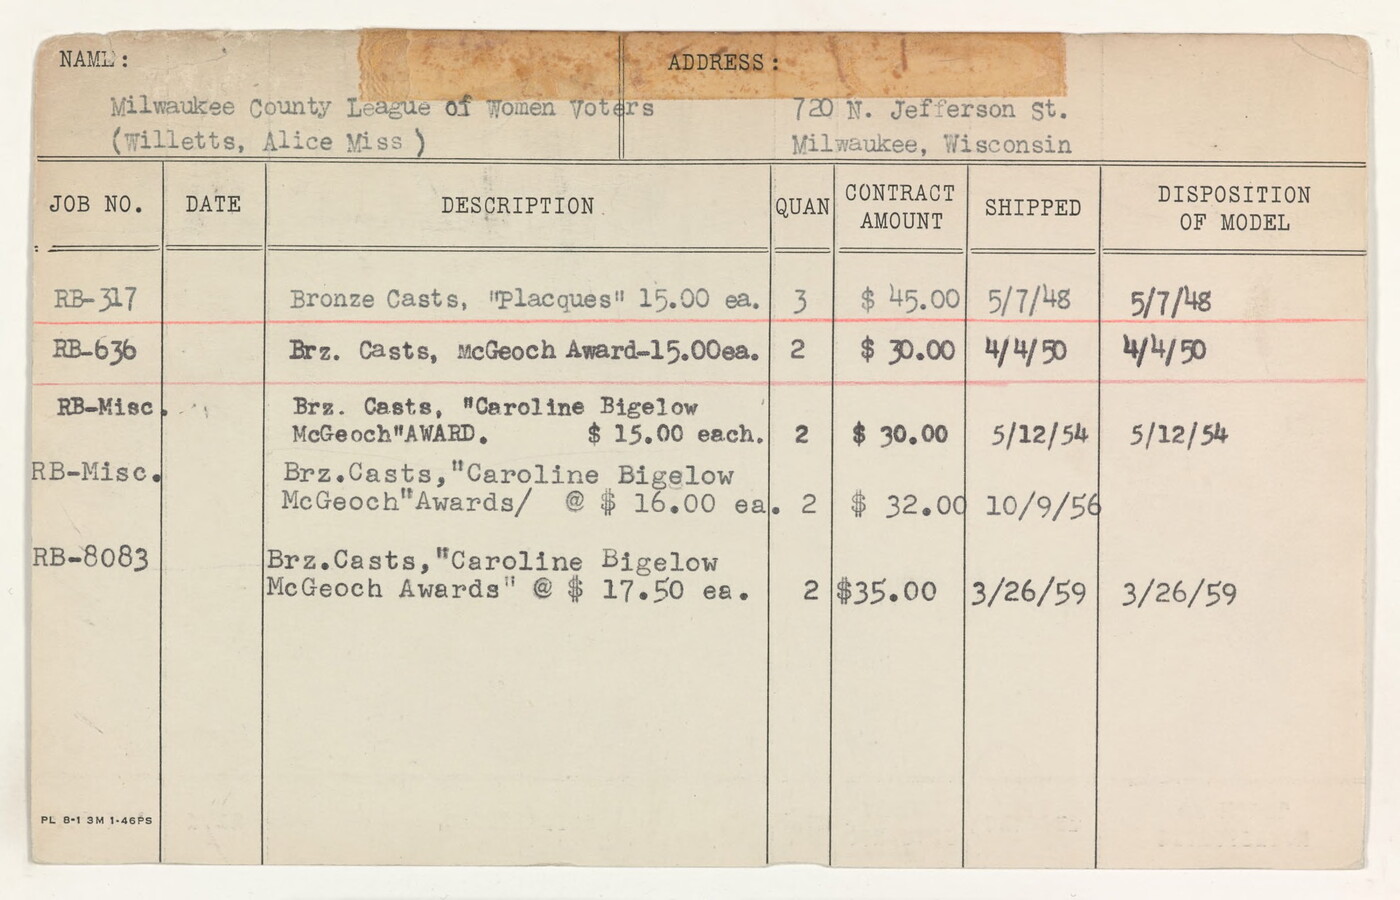 NAME: ADDRESS:
Milwaukee County League of Women Voters 720 N. Jefferson St.
(Willetts, Alice Miss ) Milwaukee, Wisconsin
JOB NO. DATE DESCRIPTION QUAN CONTRACT AMOUNT SHIPPED DISPOSITION OF MODEL
RB-317 Bronze Casts, "Placques" 15.00 ea. 3 $ 45.00 5/7/48 5/7/48
RB-636 Brz. Casts, McGeoch Award-15.00ea. 2 $ 30.00 4/4/50 4/4/50
RB-Misc. Brz. Casts, "Caroline Bigelow
McGeoch"AWARD. $ 15.00 each. 2 $ 30.00 5/12/54 5/12/54
RB-Misc. Brz.Casts,"Caroline Bigelow
McGeoch"Awards/ @ $ 16.00 ea. 2 $ 32.00 10/9/56
RB-8083 Brz.Casts,"Caroline Bigelow
McGeoch Awards" @ $ 17.50 ea. 2 $35.00 3/26/59 3/26/59
PL 8-1 3M 1-46PS